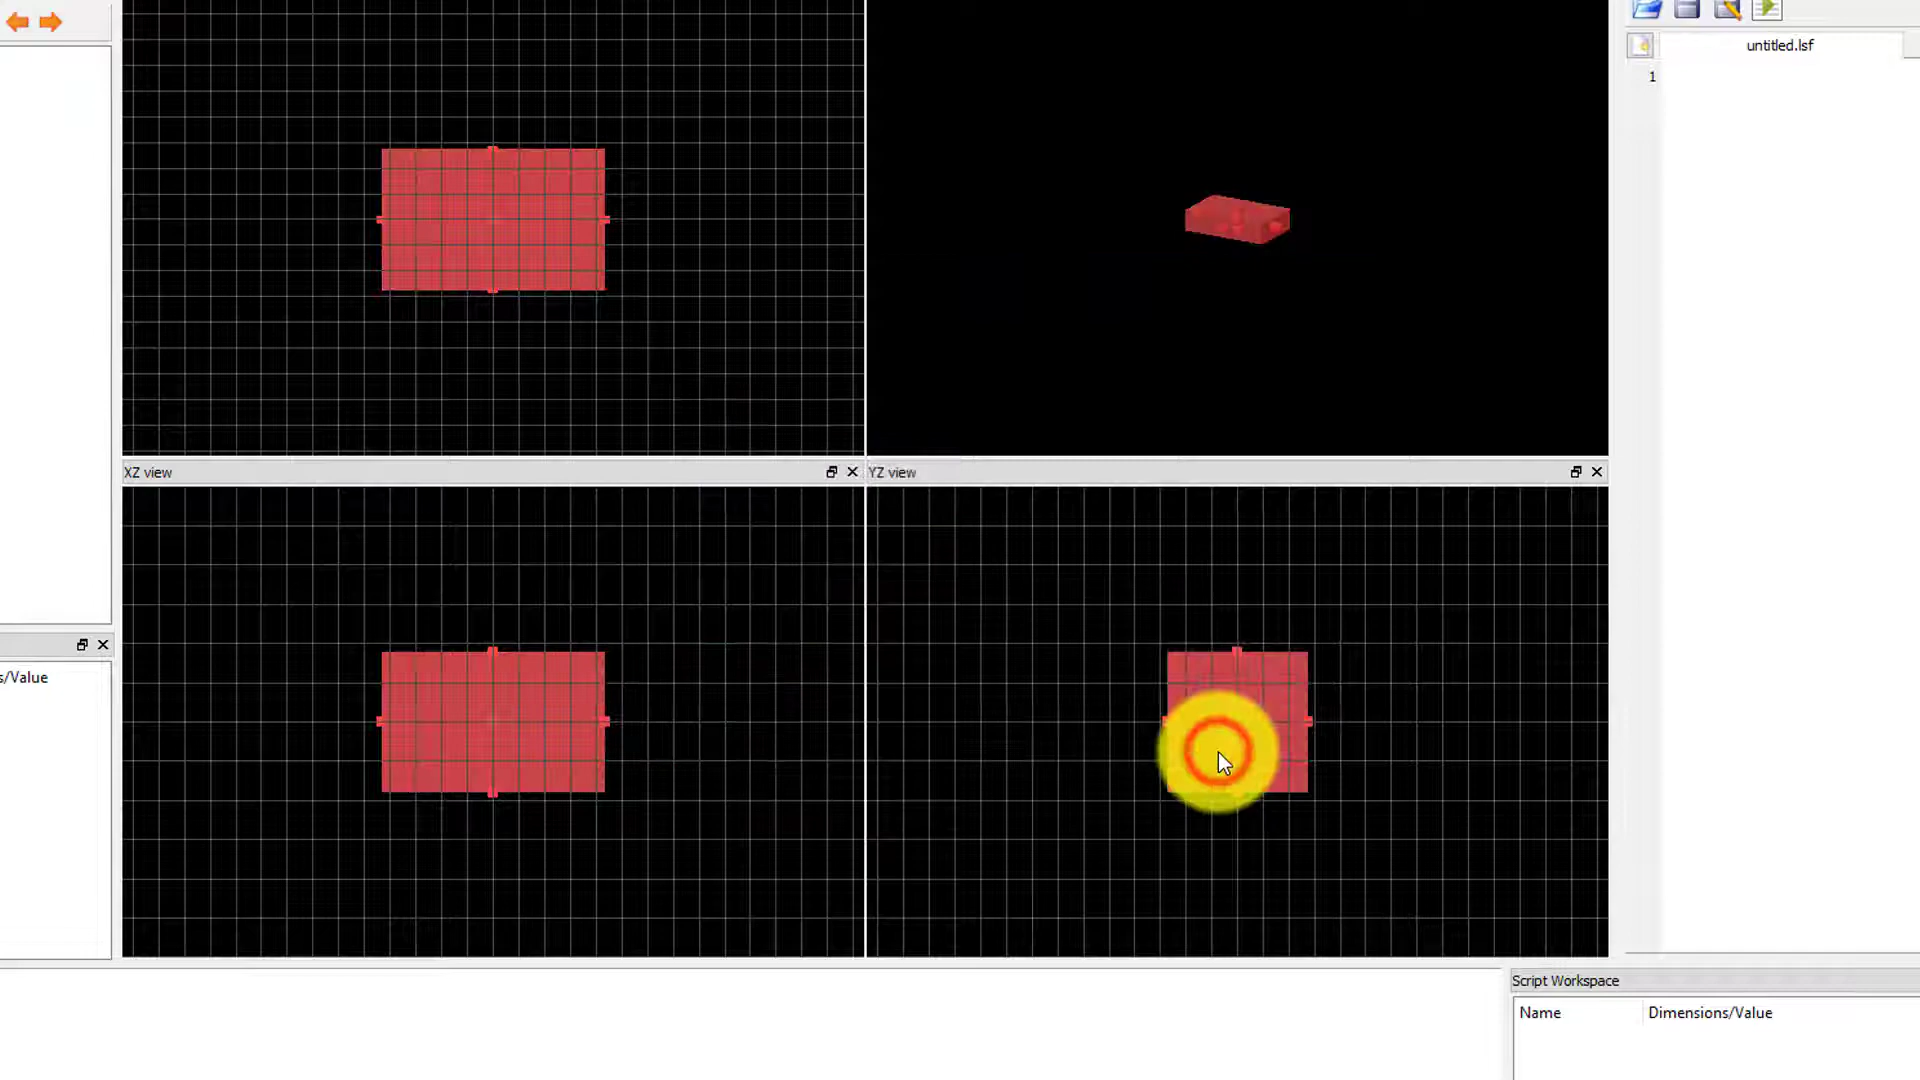 untitled.lsf
1
XZ view
YZ view
s/Value
Script Workspace
Name
Dimensions/Value